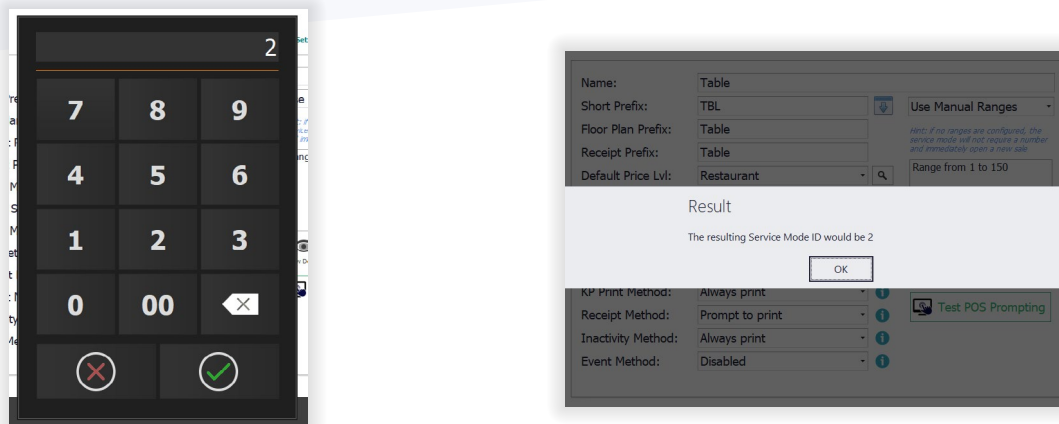 2
7 8 9
4 5 6
1 2 3
0 00
Name: Table
Short Prefix: TBL
Use Manual Ranges
Floor Plan Prefix: Table
Hint: if no ranges are configured, the
service mode will not require a number
and immediately open a new sale.
Receipt Prefix: Table
Range from 1 to 150
Default Price Lvl: Restaurant
Result
The resulting Service Mode ID would be 2
OK
KP Print Method: Always print
Test POS Prompting
Receipt Method: Prompt to print
Inactivity Method: Always print
Event Method: Disabled